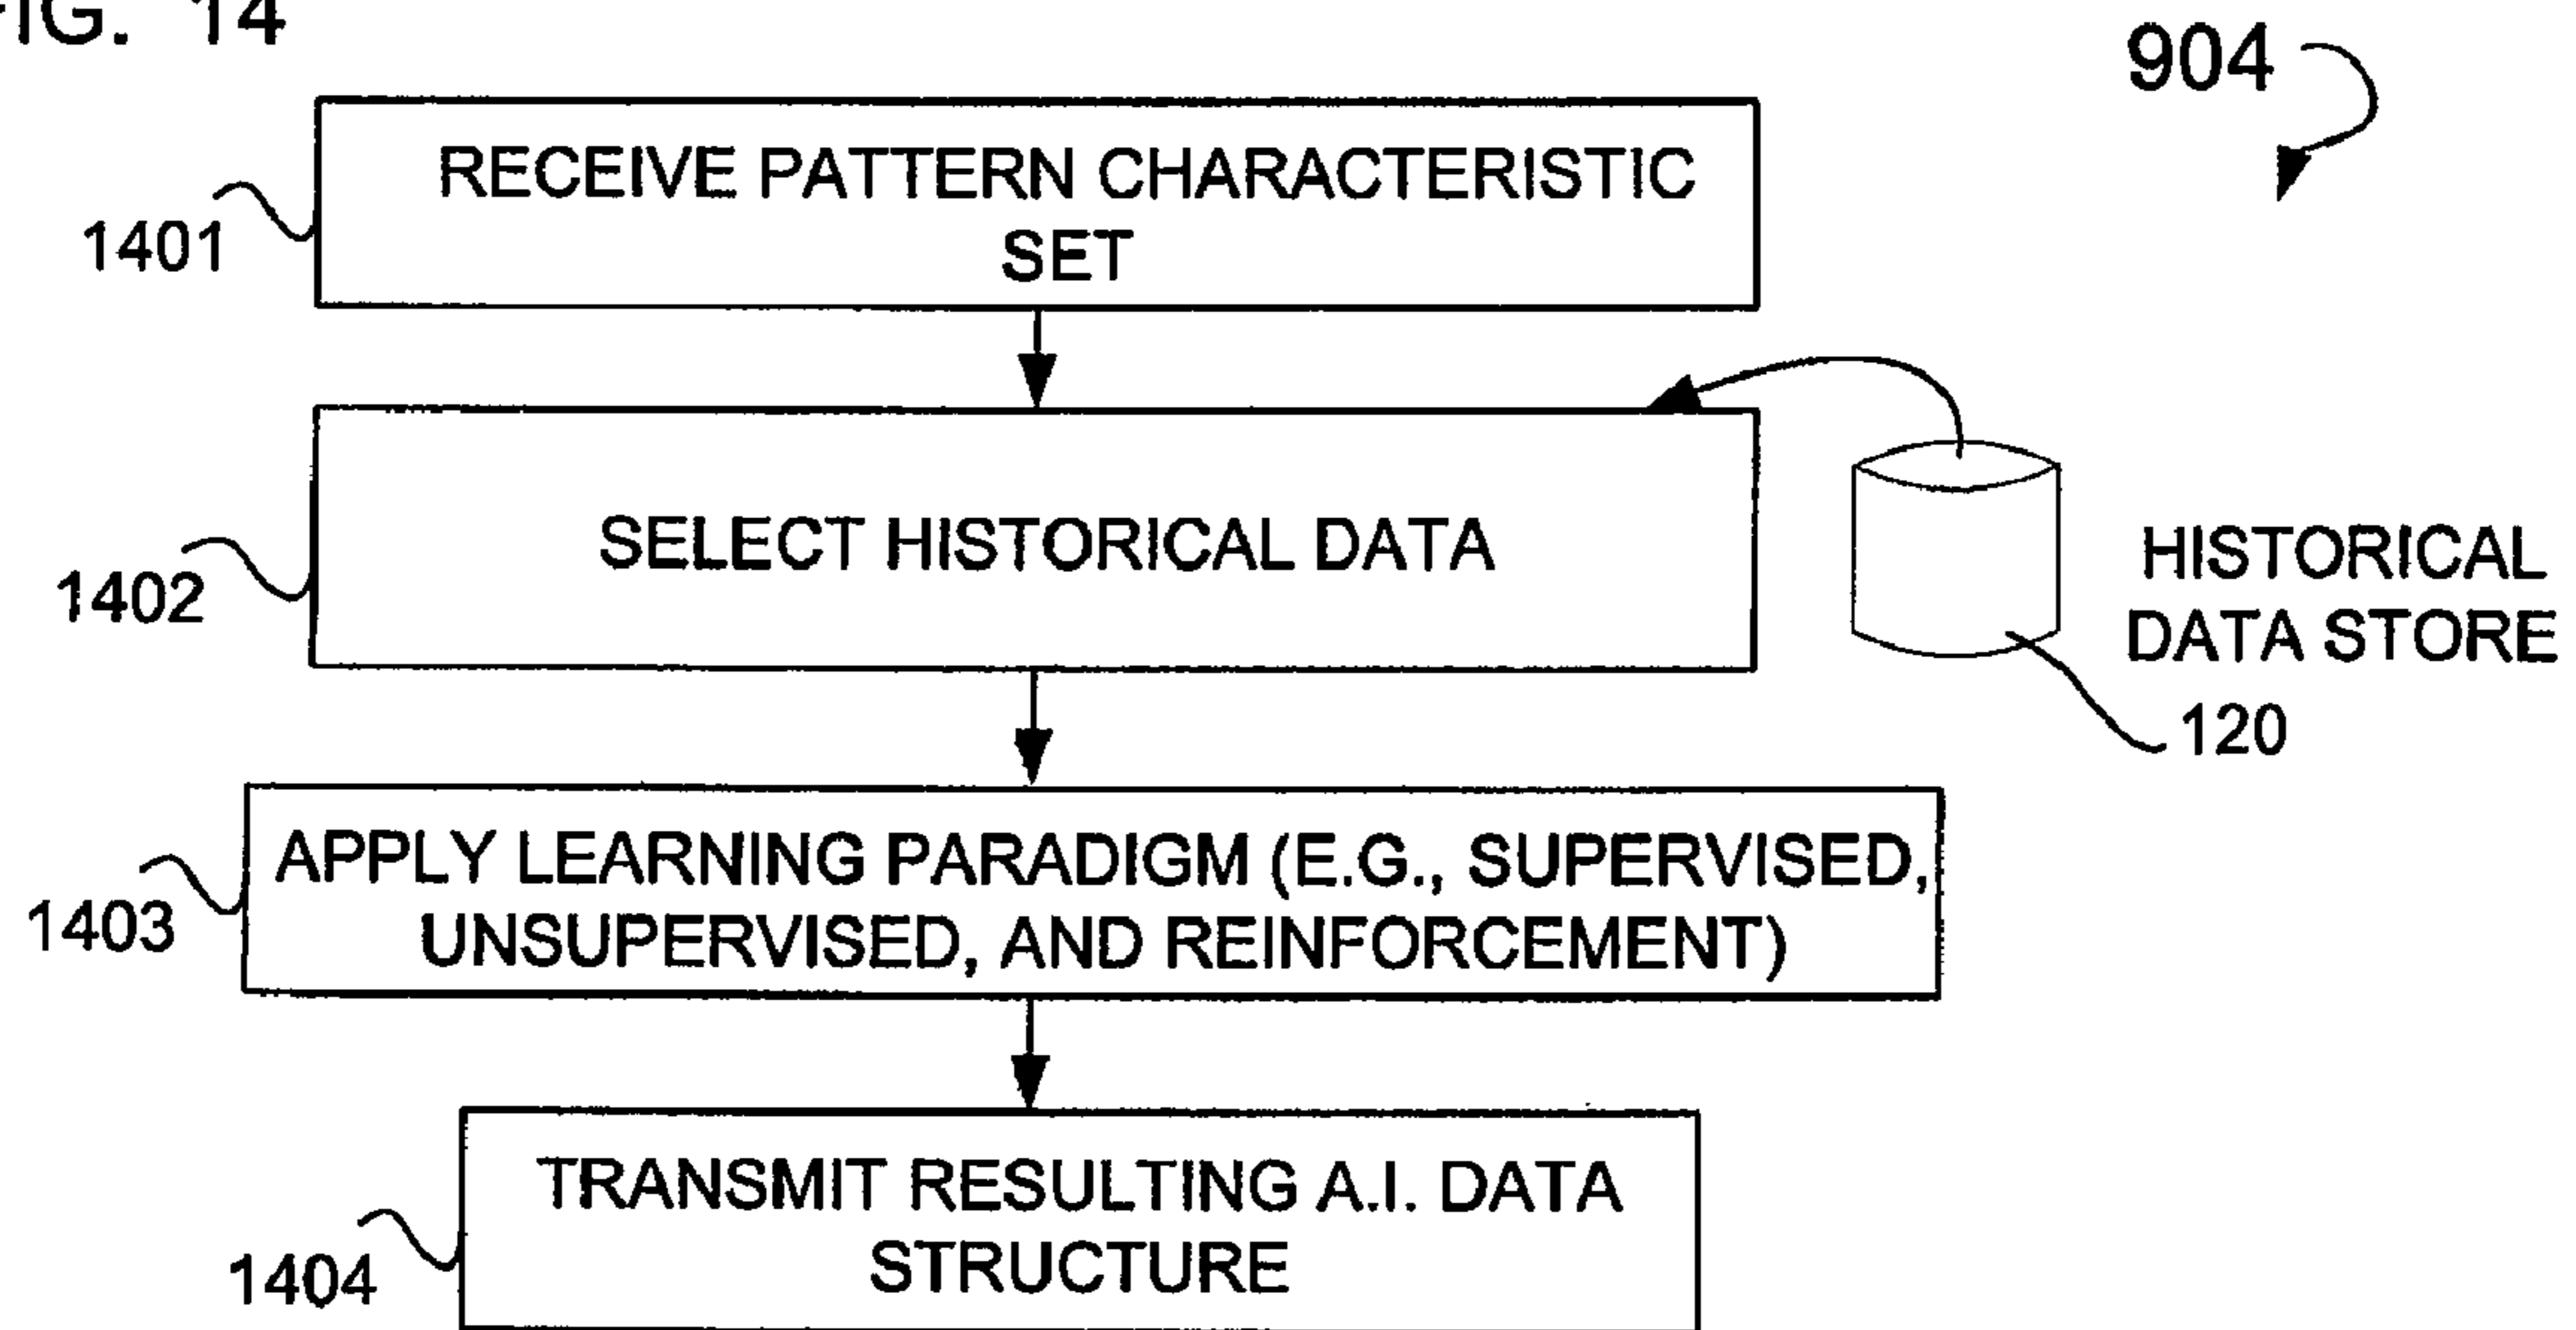 FIG. 14
904
RECEIVE PATTERN CHARACTERISTIC
SET
1401
SELECT HISTORICAL DATA
1402
HISTORICAL
DATA STORE
120
APPLY LEARNING PARADIGM (E.G., SUPERVISED,
UNSUPERVISED, AND REINFORCEMENT)
1403
TRANSMIT RESULTING A.I. DATA
STRUCTURE
1404